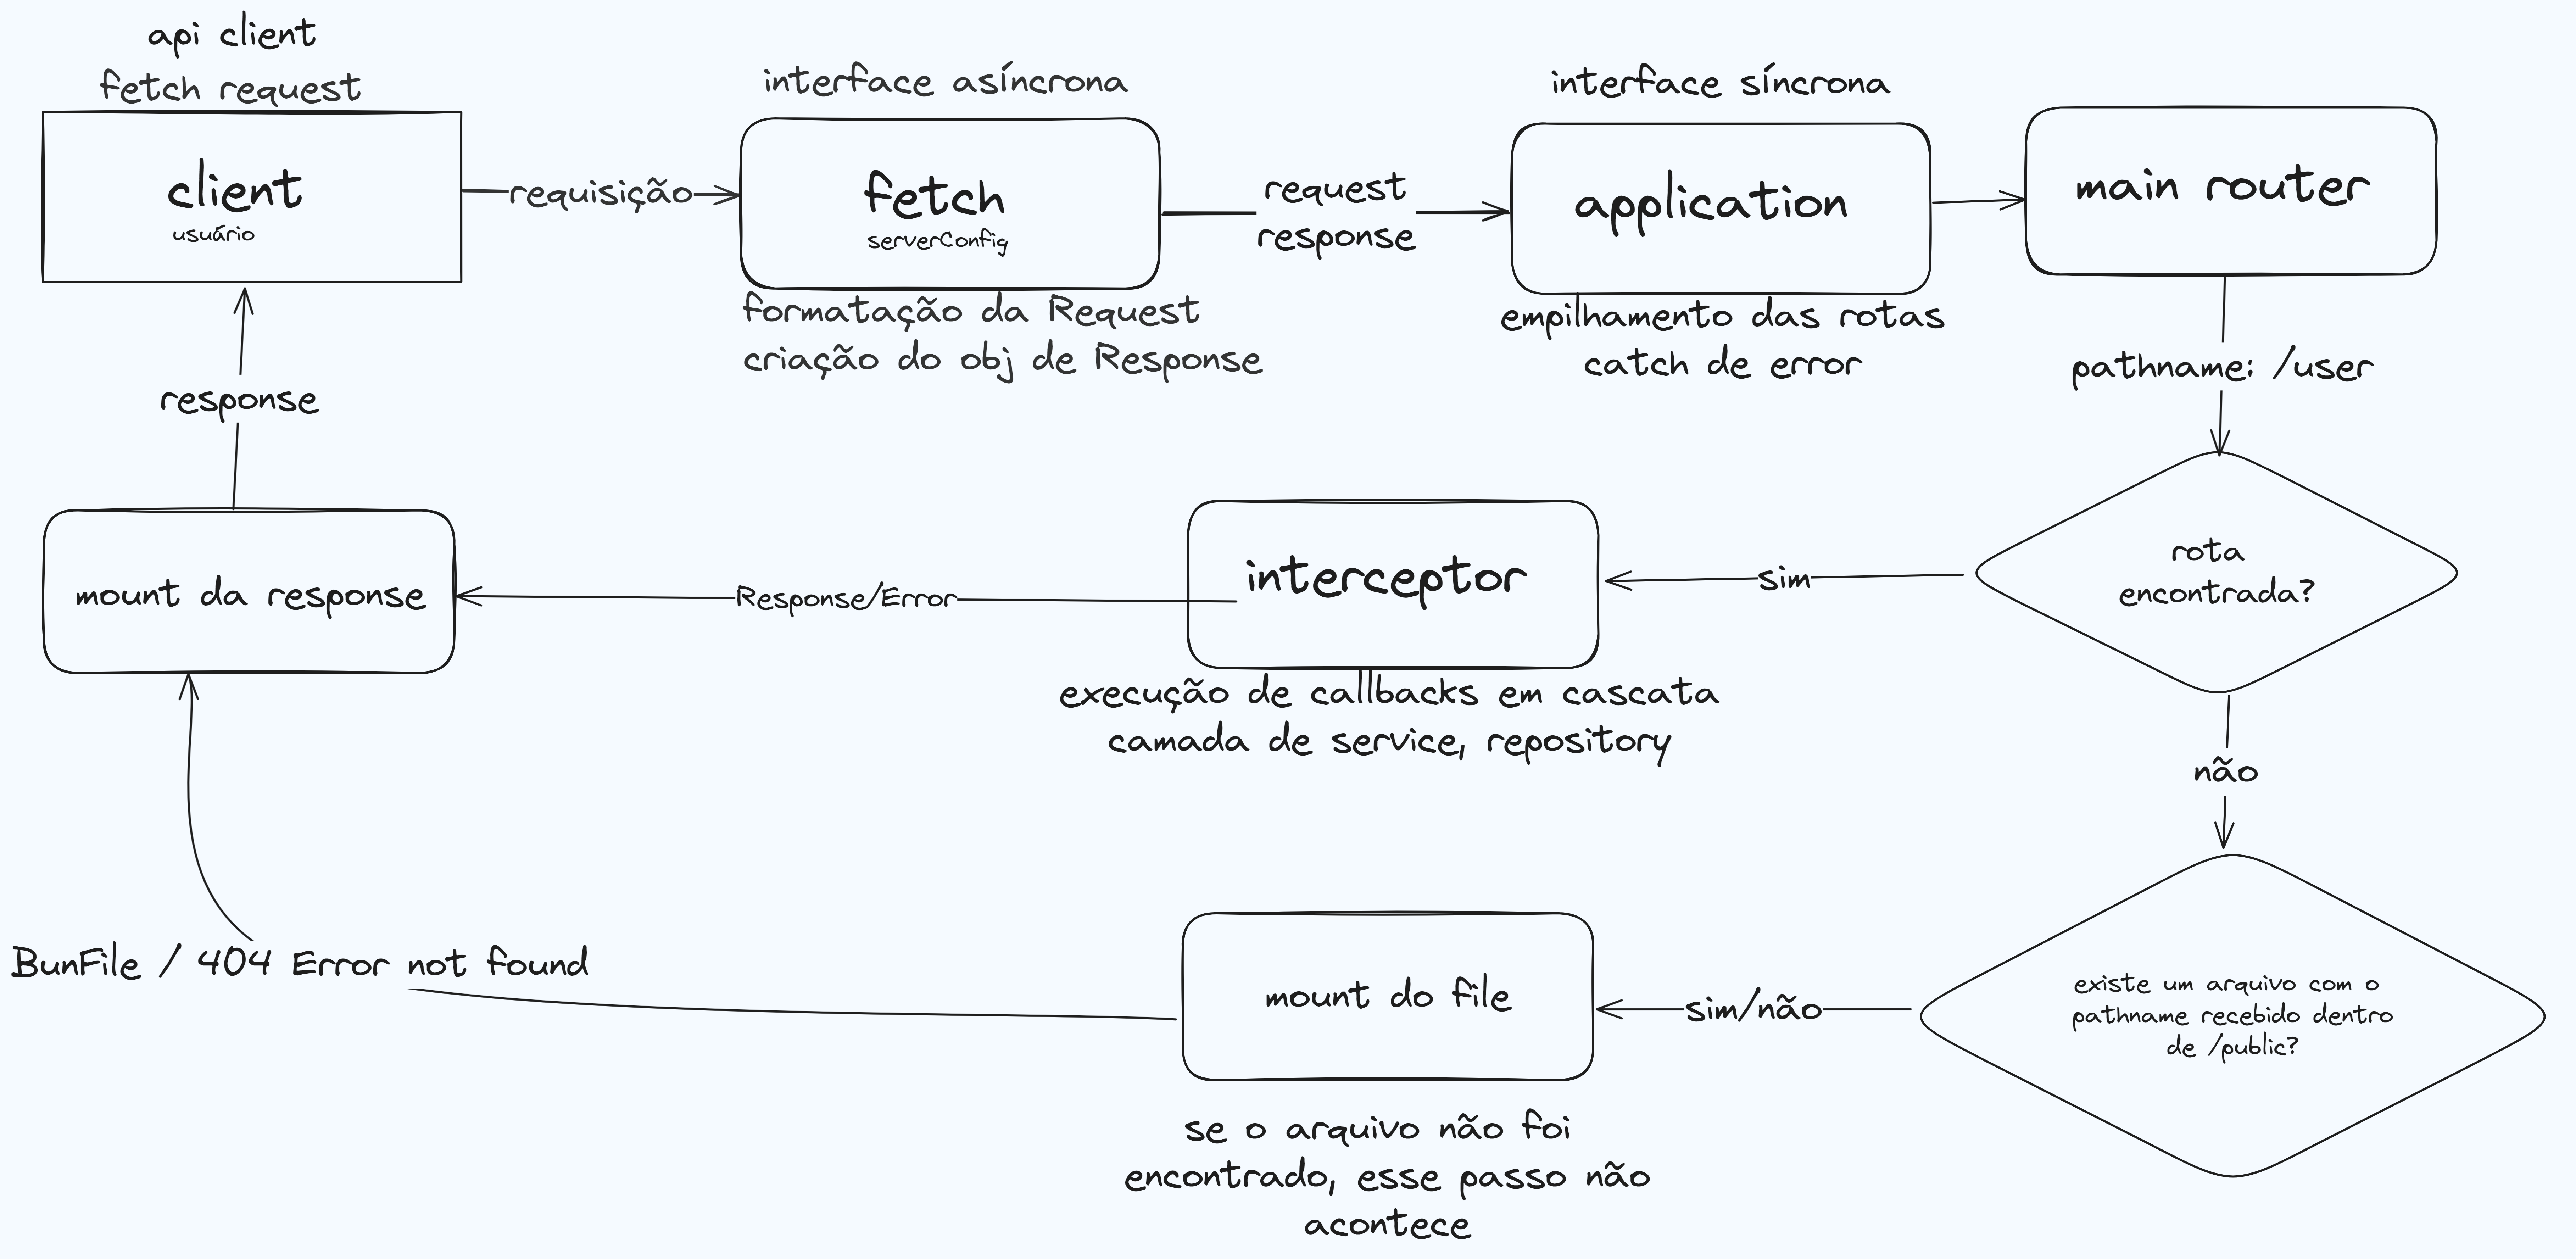 api client
fetch request
client
usuário
requisição
interface asíncrona
fetch
serverConfig
formatação da Request
criação do obj de Response
request
response
interface síncrona
application
empilhamento das rotas
catch de error
main router
pathname: /user
rota
encontrada?
sim
interceptor
execução de callbacks em cascata
camada de service, repository
Response/Error
mount da response
response
não
existe um arquivo com o
pathname recebido dentro
de /public?
sim/não
mount do file
se o arquivo não foi
encontrado, esse passo não
acontece
BunFile / 404 Error not found